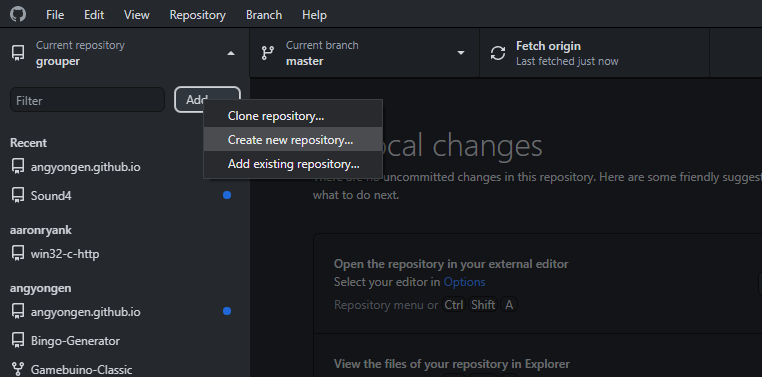 File Edit View Repository Branch Help
Current repository
grouper
Current branch
master
Fetch origin
Last fetched just now
Filter
Add
Clone repository...
Create new repository...
Add existing repository...
Recent
angyongen.github.io
Sound4
aaronryank
win32-c-http
angyongen
angyongen.github.io
Bingo-Generator
Gamebuino-Classic
ocal changes
There are no uncommitted changes in this repository. Here are some friendly sugges
what to do next.
Open the repository in your external editor
Select your editor in Options
Repository menu or Ctrl Shift A
View the files of your repository in Explorer